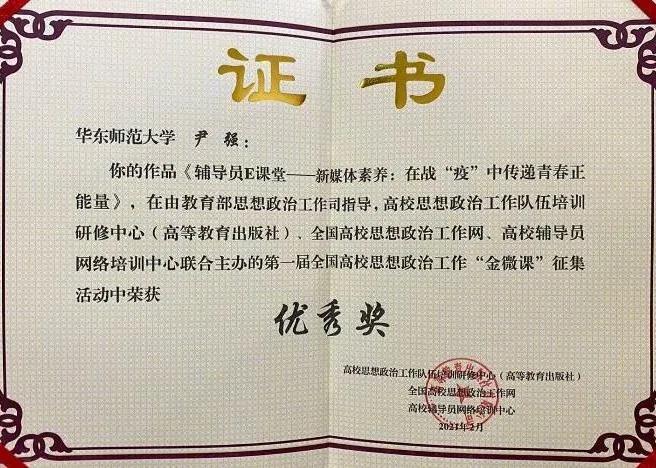 证书
华东师范大学 尹强：
你的作品《辅导员E课堂——新媒体素养：在战“疫”中传递青春正
能量》，在由教育部思想政治工作司指导，高校思想政治工作队伍培训
研修中心（高等教育出版社）、全国高校思想政治工作网、高校辅导员
网络培训中心联合主办的第一届全国高校思想政治工作“金微课”征集
活动中荣获
优秀奖
高校思想政治工作队伍培训研修中心（高等教育出版社）
全国高校思想政治工作网
高校辅导员网络培训中心
2021年2月